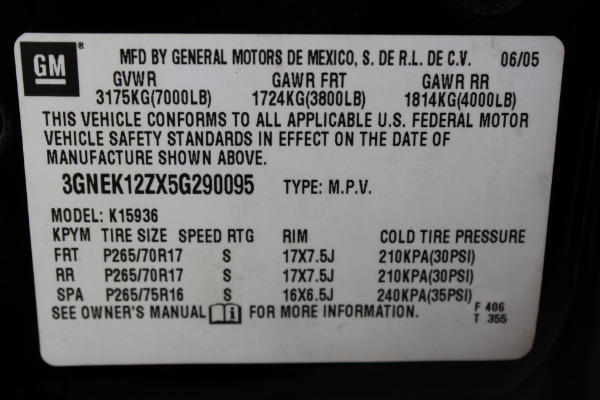 GM ®
MFD BY GENERAL MOTORS DE MEXICO, S. DE R.L. DE C.V. 06/05
GVWR GAWR FRT GAWR RR
3175KG(7000LB) 1724KG(3800LB) 1814KG(4000LB)
THIS VEHICLE CONFORMS TO ALL APPLICABLE U.S. FEDERAL MOTOR
VEHICLE SAFETY STANDARDS IN EFFECT ON THE DATE OF
MANUFACTURE SHOWN ABOVE.
3GNEK12ZX5G290095 TYPE: M.P.V.
MODEL: K15936
KPYM TIRE SIZE SPEED RTG RIM COLD TIRE PRESSURE
FRT P265/70R17 S 17X7.5J 210KPA(30PSI)
RR P265/70R17 S 17X7.5J 210KPA(30PSI)
SPA P265/75R16 S 16X6.5J 240KPA(35PSI)
SEE OWNER'S MANUAL FOR MORE INFORMATION. F 406
T 355